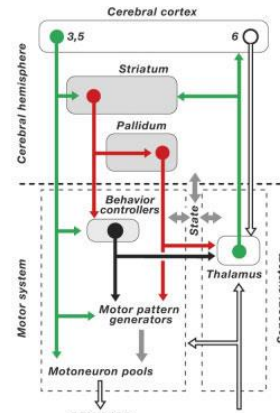 Cerebral cortex
3,5
6
Striatum
Pallidum
Cerebral hemisphere
Behavior
controllers
State
Thalamus
Motor system
Motor pattern
generators
Motoneuron pools